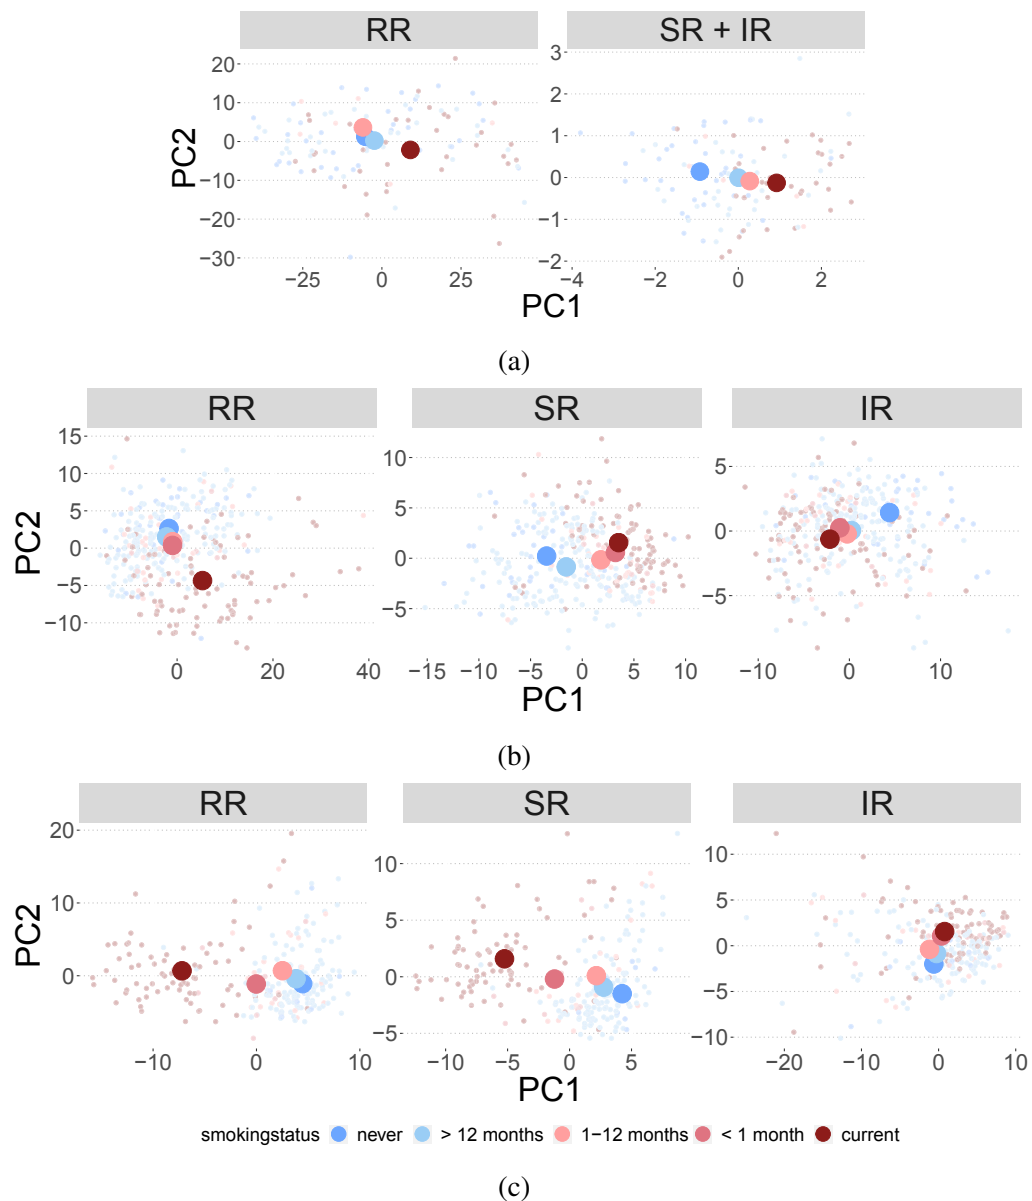 RR SR + IR
PC2
20
10
0
−10
−20
−30
3
2
1
0
−1
−2
−25 0 25 −4 −2 0 2
PC1
(a)
RR SR IR
PC2
15
10
5
0
−5
−10
10
5
0
−5
5
0
−5
0 20 40 −15 −10 −5 0 5 10 −10 0 10
PC1
(b)
RR SR IR
PC2
20
10
0
10
5
0
−5
10
5
0
−5
−10
−10 0 10 −10 −5 0 5 −20 −10 0 10
PC1
smokingstatus never > 12 months 1−12 months < 1 month current
(c)